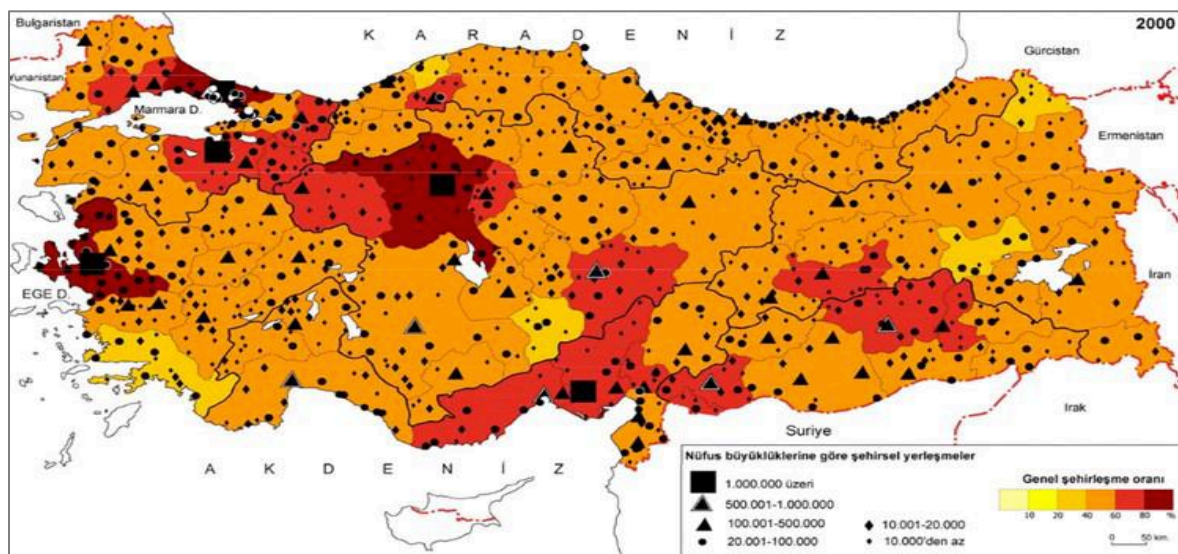 Bulgaristan
2000
K A R A D E N İ Z
Gürcistan
Yunanistan
Marmara D.
Ermenistan
İran
EGE D.
Irak
Suriye
A K D E N İ Z
Nüfus büyüklüklerine göre şehirsel yerleşmeler
1.000.000 üzeri
500.001-1.000.000
100.001-500.000
20.001-100.000
10.001-20.000
10.000'den az
Genel şehirleşme oranı
10 20 40 60 80 %
0 50 km.